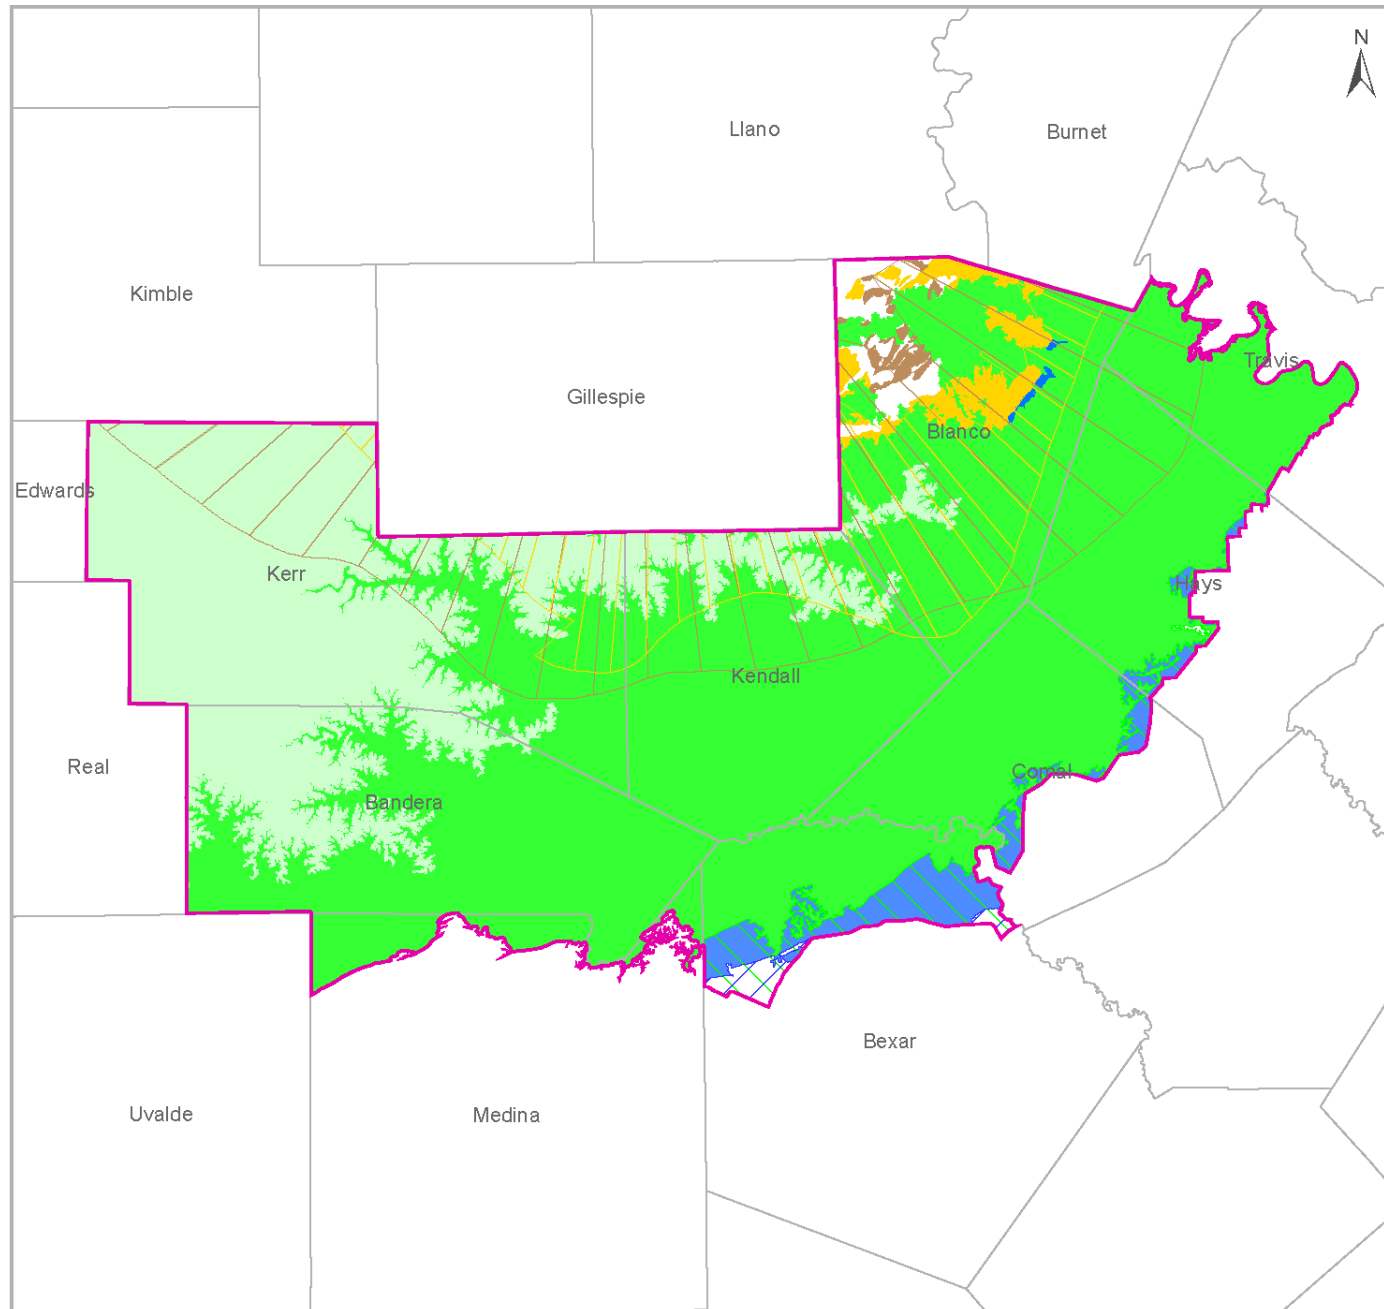 N
Llano
Burnet
Kimble
Travis
Gillespie
Blanco
Edwards
Kerr
Hays
Kendall
Real
Comal
Bandera
Bexar
Uvalde
Medina